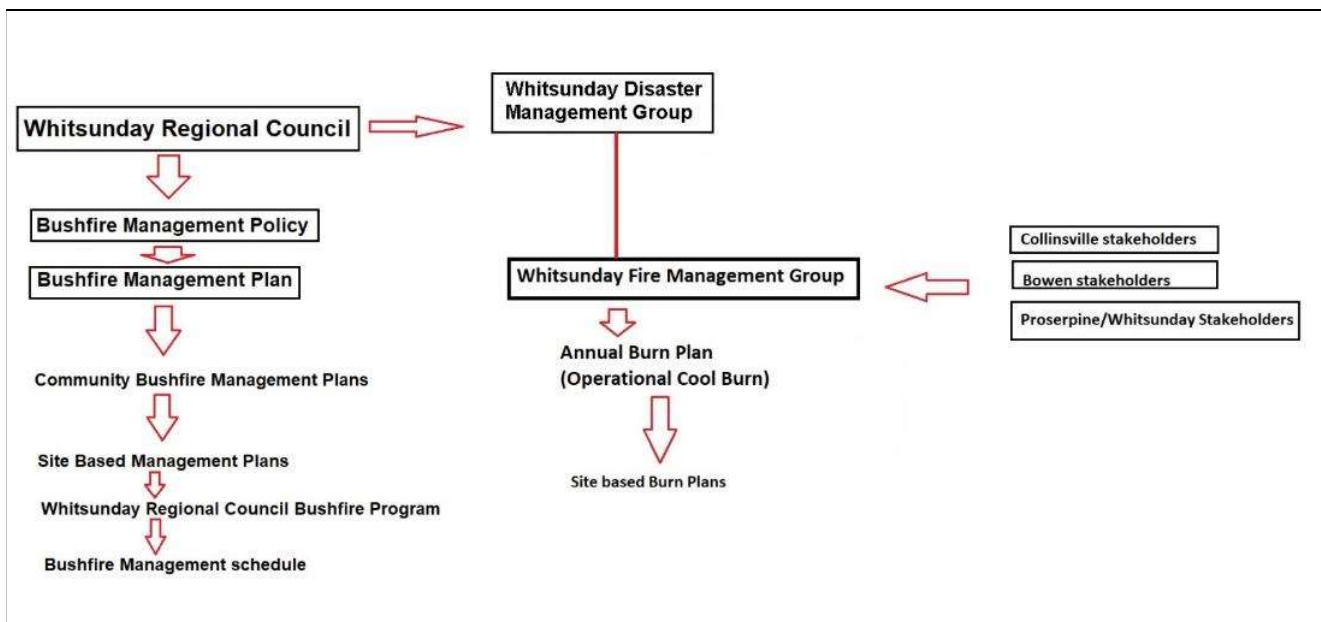 Whitsunday Regional Council
Whitsunday Disaster
Management Group
Bushfire Management Policy
Bushfire Management Plan
Community Bushfire Management Plans
Site Based Management Plans
Whitsunday Regional Council Bushfire Program
Bushfire Management schedule
Whitsunday Fire Management Group
Annual Burn Plan
(Operational Cool Burn)
Site based Burn Plans
Collinsville stakeholders
Bowen stakeholders
Proserpine/Whitsunday Stakeholders